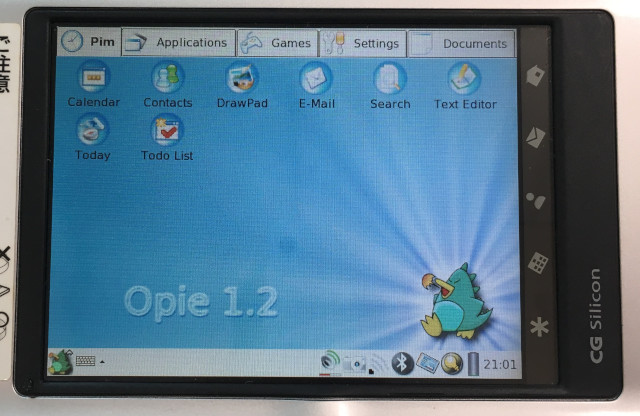 ご注意
Pim Applications Games Settings Documents
Calendar Contacts DrawPad E-Mail Search Text Editor
Today Todo List
Opie 1.2
21:01
CG Silicon